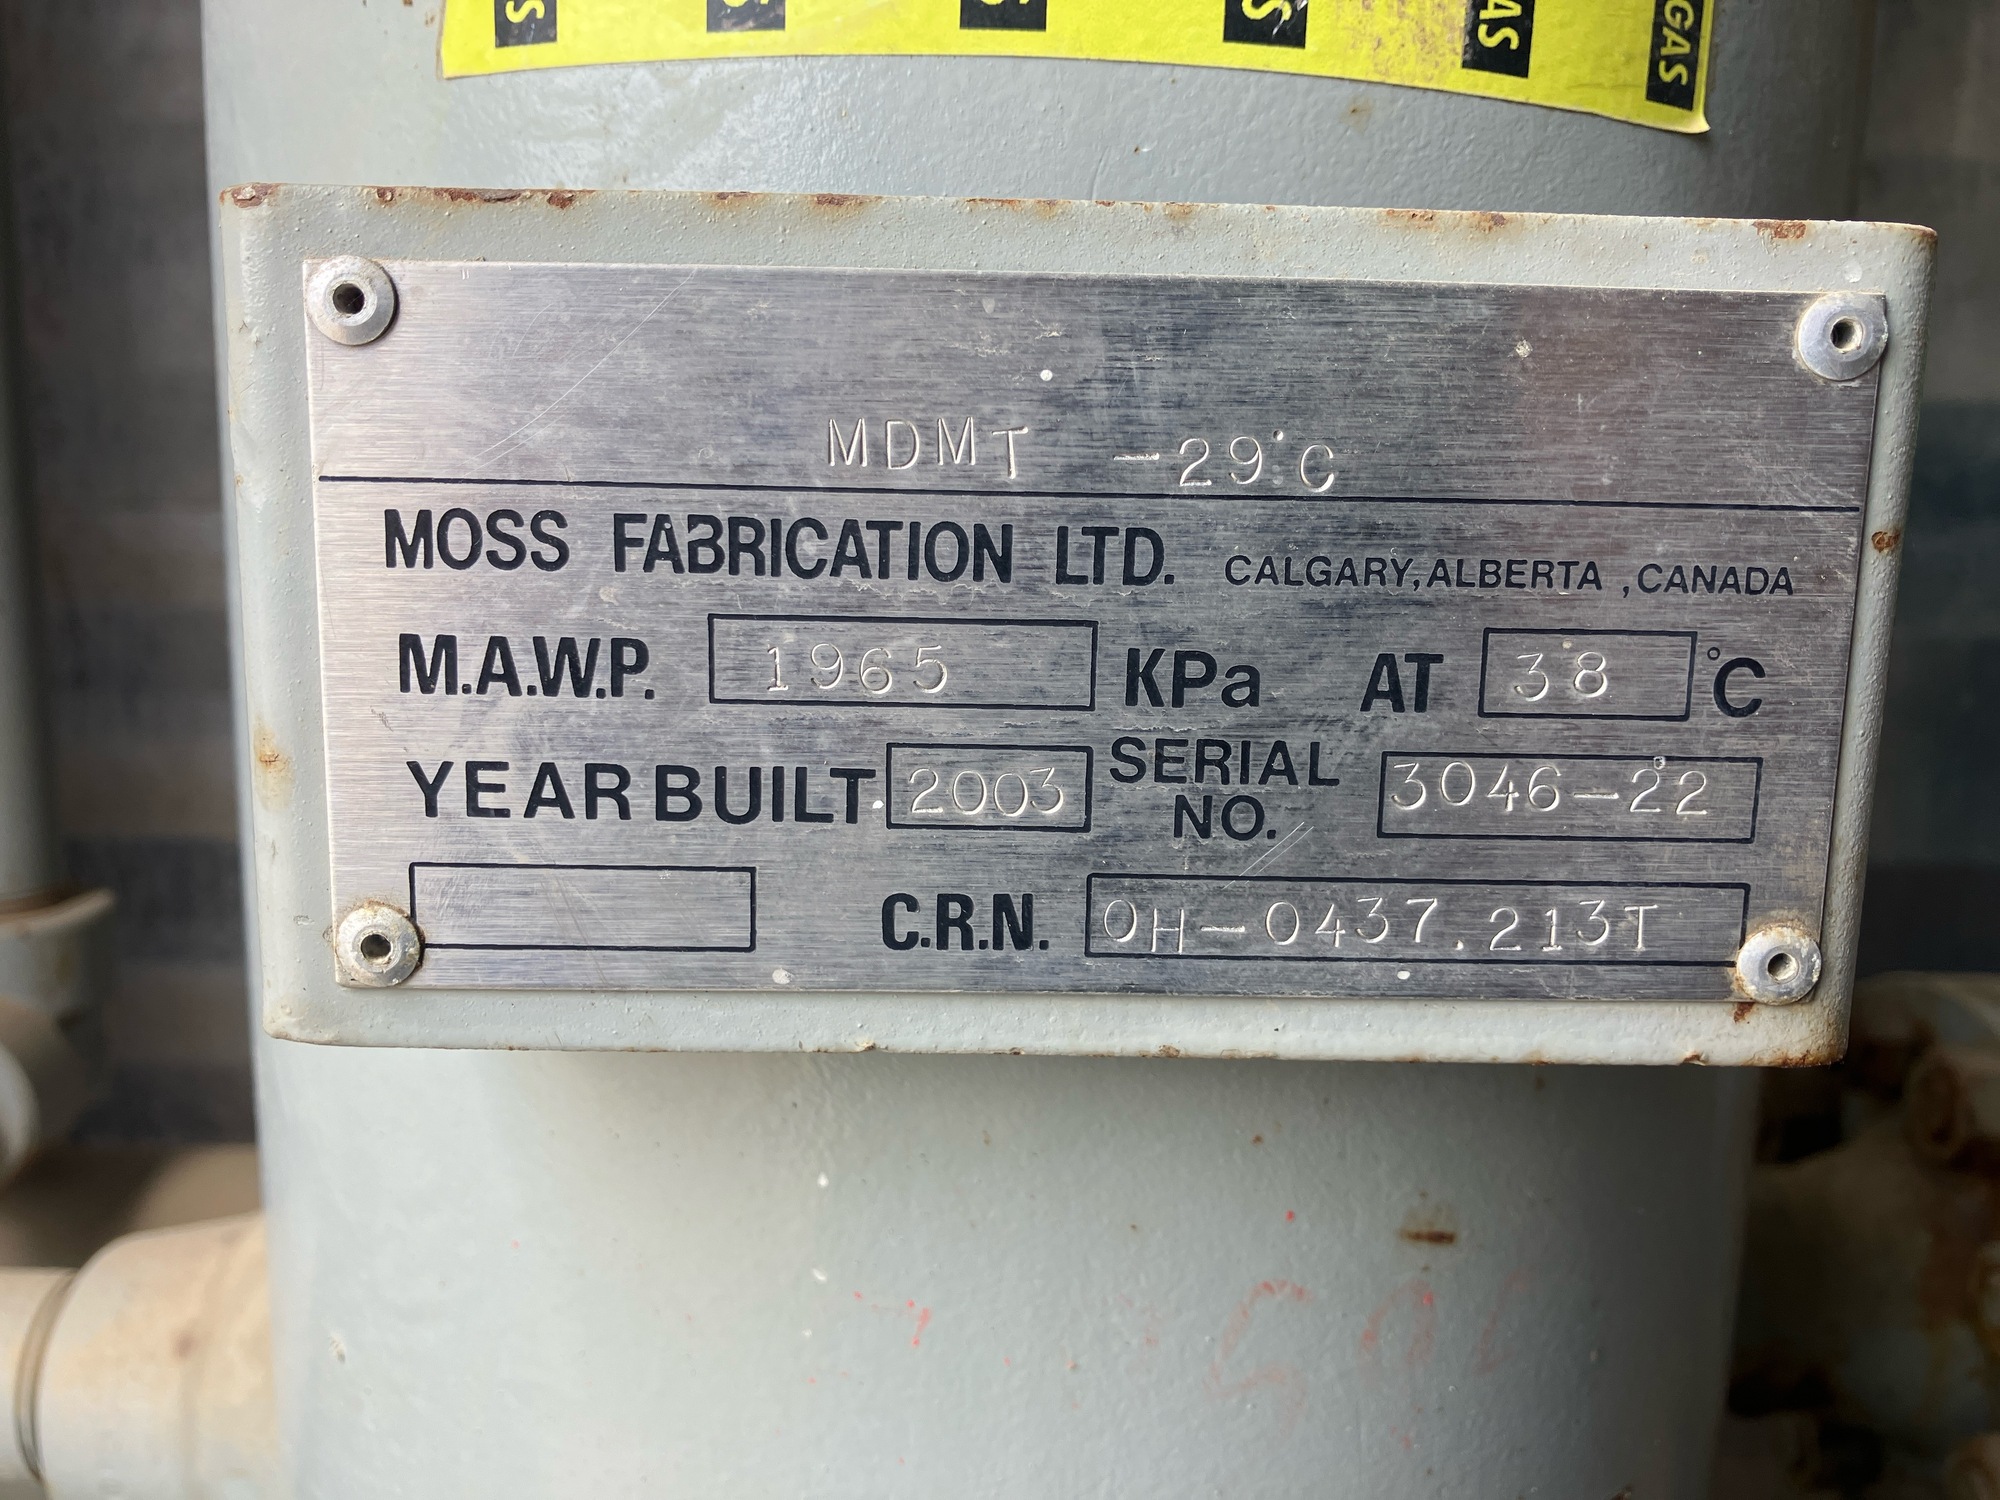 GAS
MDMT -29°C
MOSS FABRICATION LTD. CALGARY, ALBERTA, CANADA
M.A.W.P. 1965 KPa AT 38 °C
YEAR BUILT. 2003 SERIAL NO. 3046-22
C.R.N. OH-0437.213T